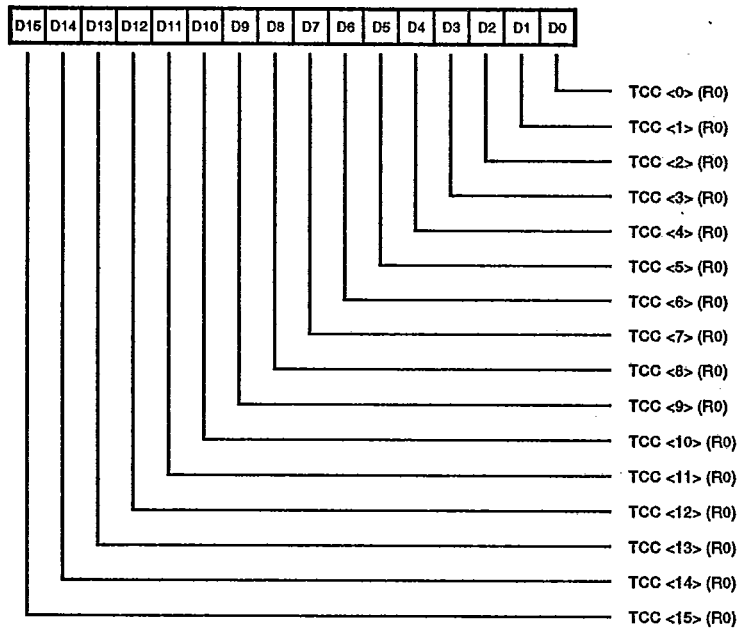 D15 D14 D13 D12 D11 D10 D9 D8 D7 D6 D5 D4 D3 D2 D1 D0
TCC <0> (R0)
TCC <1> (R0)
TCC <2> (R0)
TCC <3> (R0)
TCC <4> (R0)
TCC <5> (R0)
TCC <6> (R0)
TCC <7> (R0)
TCC <8> (R0)
TCC <9> (R0)
TCC <10> (R0)
TCC <11> (R0)
TCC <12> (R0)
TCC <13> (R0)
TCC <14> (R0)
TCC <15> (R0)